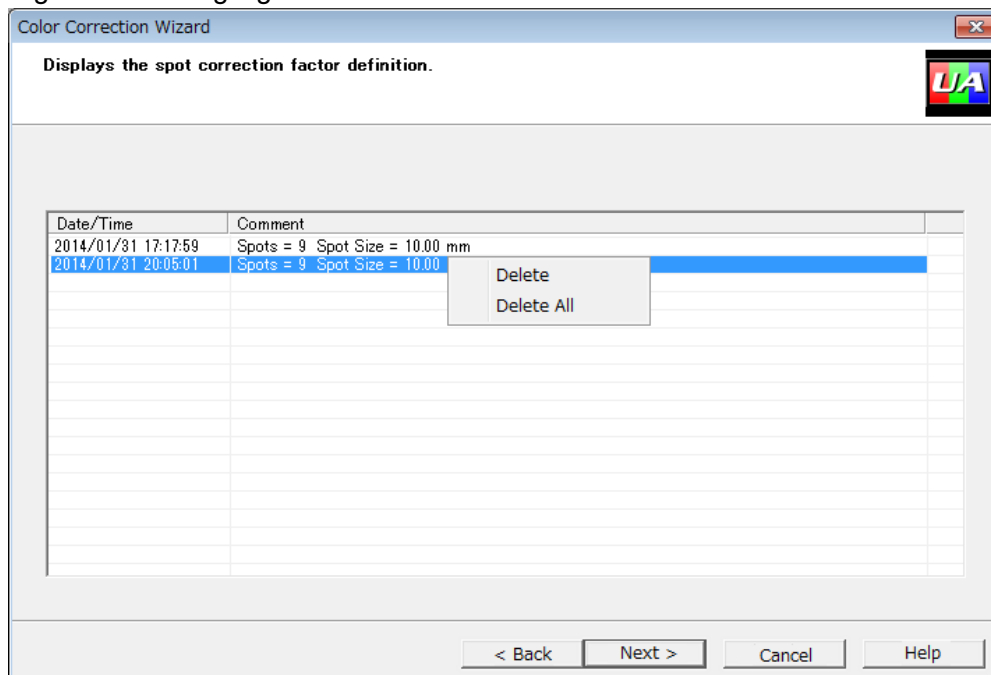 Color Correction Wizard
Displays the spot correction factor definition.
UA
Date/Time Comment
2014/01/31 17:17:59 Spots = 9 Spot Size = 10.00 mm
2014/01/31 20:05:01 Spots = 9 Spot Size = 10.00
Delete
Delete All
< Back Next > Cancel Help